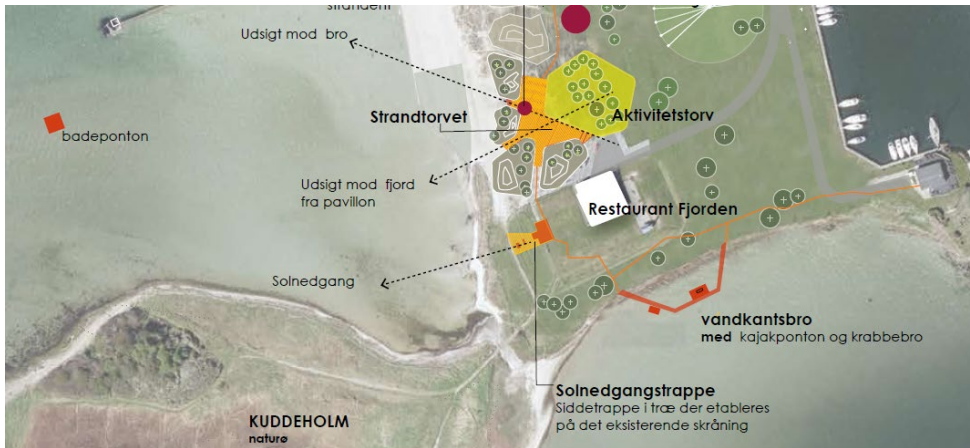 Udsigt mod bro
Strandtorvet
Aktivitetstorv
badeponton
Udsigt mod fjord
fra pavillon
Restaurant Fjorden
Solnedgang
vandkantsbro
med kajakponton og krabbebro
Solnedgangstrappe
Siddetrappe i træ der etableres
på det eksisterende skråning
KUDDEHOLM
naturø